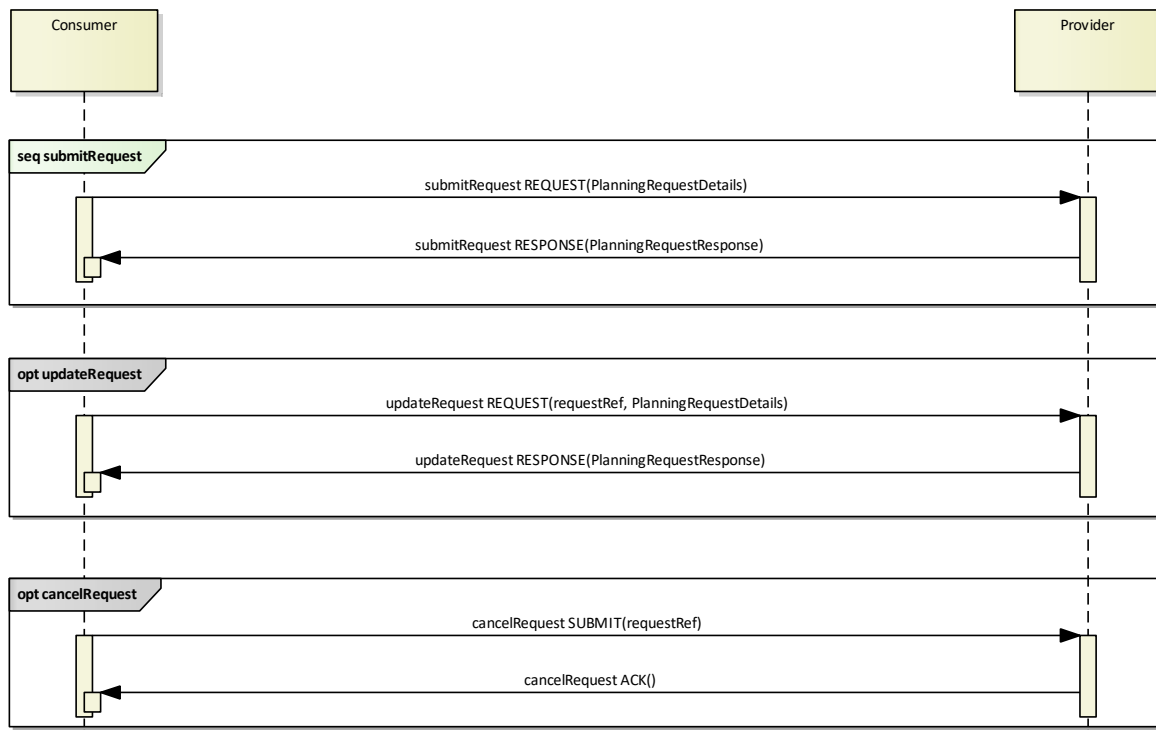 Consumer
Provider
seq submitRequest
submitRequest REQUEST(PlanningRequestDetails)
submitRequest RESPONSE(PlanningRequestResponse)
opt updateRequest
updateRequest REQUEST(requestRef, PlanningRequestDetails)
updateRequest RESPONSE(PlanningRequestResponse)
opt cancelRequest
cancelRequest SUBMIT(requestRef)
cancelRequest ACK()